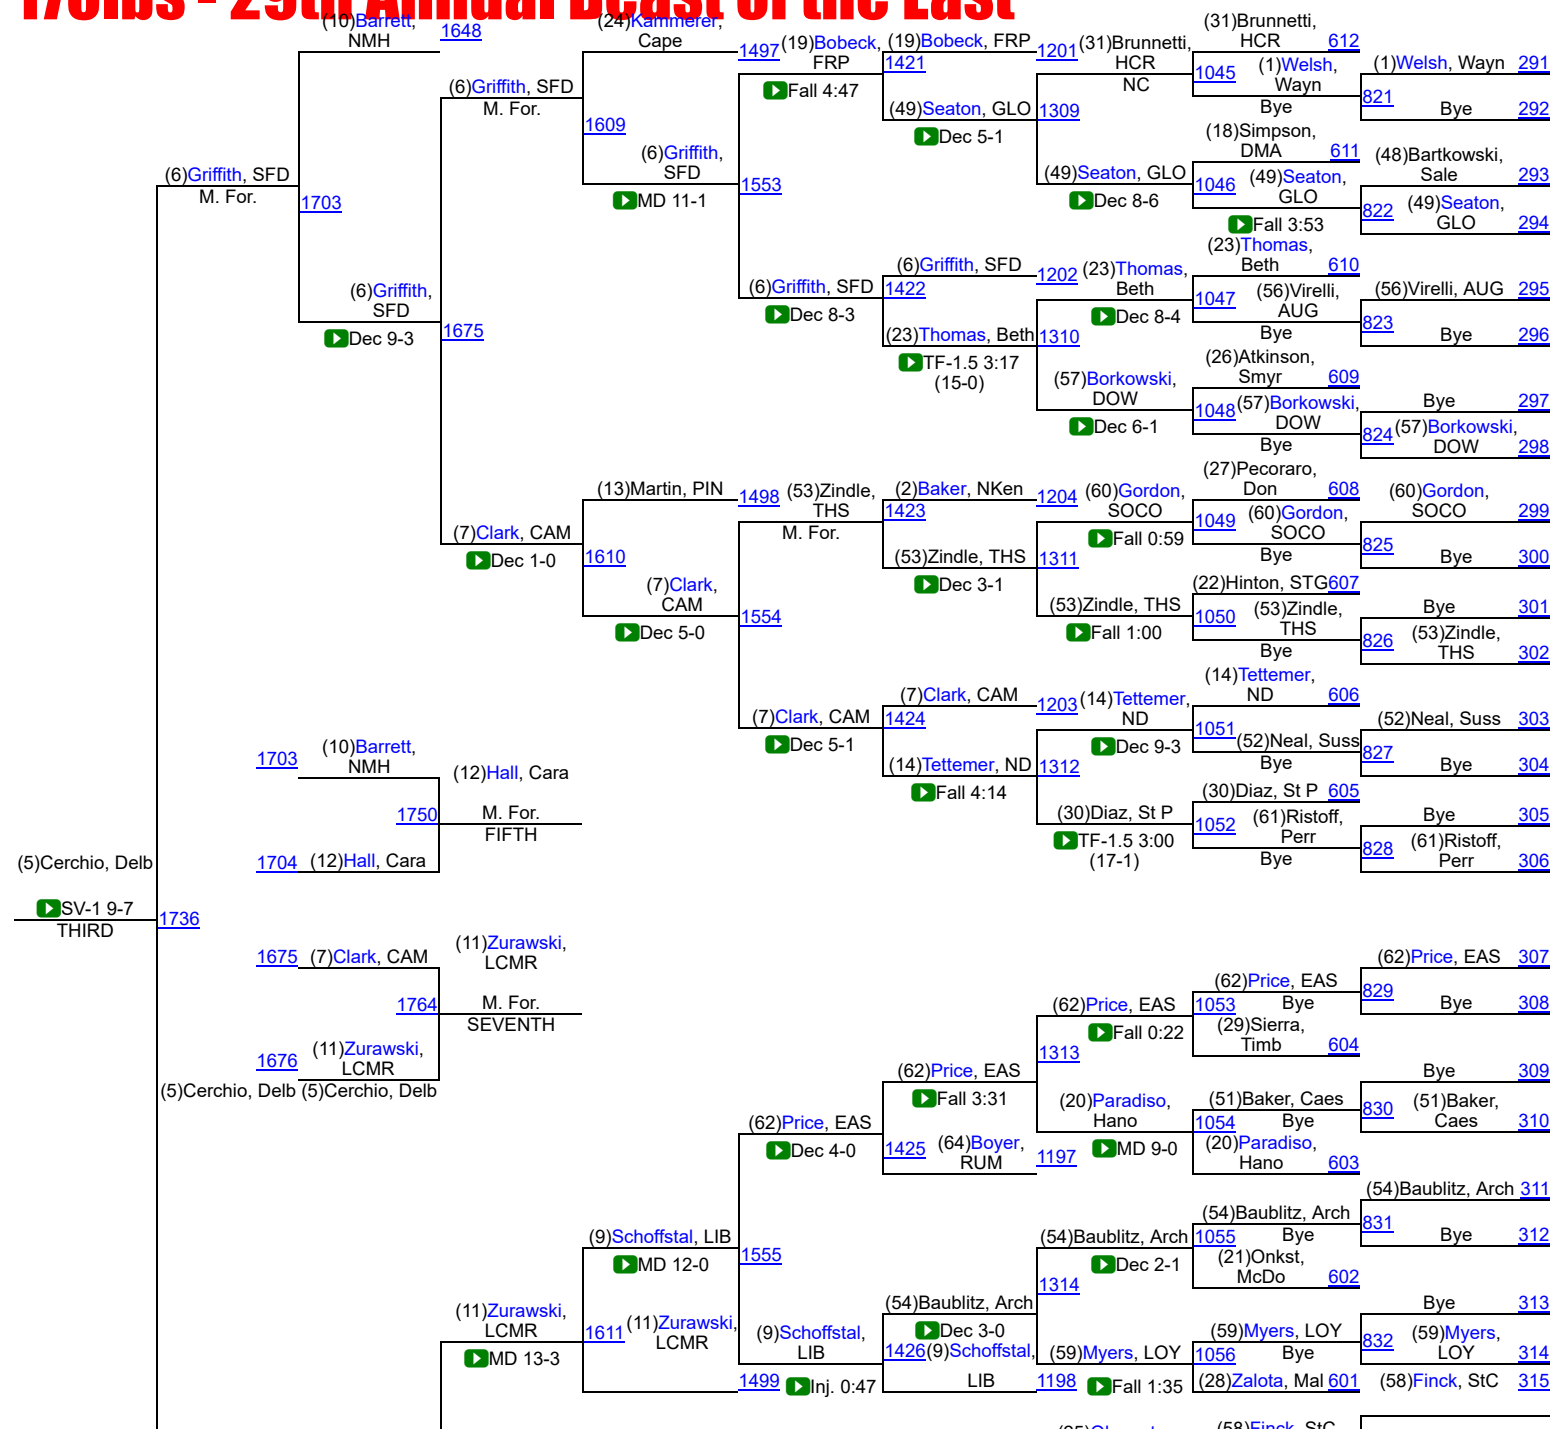 170lbs - 29th Annual Beast of the East
(5)Cerchio, Delb
SV-1 9-7
THIRD
1736
(6)Griffith, SFD
M. For.
(5)Cerchio, Delb
(10)Barrett,
NMH
1648
1703
(6)Griffith,
SFD
Dec 9-3
1703
(10)Barrett,
NMH
1750
1704
(12)Hall, Cara
(12)Hall, Cara
M. For.
FIFTH
1675
(7)Clark, CAM
1764
1676
(11)Zurawski,
LCMR
(11)Zurawski,
LCMR
M. For.
SEVENTH
(5)Cerchio, Delb
(6)Griffith, SFD
M. For.
1675
(7)Clark, CAM
Dec 1-0
(11)Zurawski,
LCMR
MD 13-3
(24)Kammerer,
Cape
1497
1609
(6)Griffith,
SFD
MD 11-1
(13)Martin, PIN
1498
1610
(7)Clark,
CAM
Dec 5-0
(9)Schoffstal, LIB
MD 12-0
1611
(11)Zurawski,
LCMR
1499
(19)Bobeck,
FRP
Fall 4:47
1553
(6)Griffith, SFD
Dec 8-3
(53)Zindle,
THS
M. For.
1554
(7)Clark, CAM
Dec 5-1
(62)Price, EAS
Dec 4-0
1555
(9)Schoffstal,
LIB
Inj. 0:47
(19)Bobeck, FRP
1201
1421
(49)Seaton, GLO
Dec 5-1
(6)Griffith, SFD
1202
1422
(23)Thomas, Beth
TF-1.5 3:17
(15-0)
(2)Baker, NKen
1204
1423
(53)Zindle, THS
Dec 3-1
(7)Clark, CAM
1203
1424
(14)Tettemer, ND
Fall 4:14
(62)Price, EAS
Fall 3:31
1425
(64)Boyer,
RUM
1197
(54)Baublitz, Arch
Dec 3-0
1426
(9)Schoffstal,
LIB
1198
(31)Brunnetti,
HCR
NC
1309
(49)Seaton, GLO
Dec 8-6
(23)Thomas,
Beth
Dec 8-4
1310
(57)Borkowski,
DOW
Dec 6-1
(60)Gordon,
SOCO
Fall 0:59
1311
(53)Zindle, THS
Fall 1:00
(14)Tettemer,
ND
Dec 9-3
1312
(30)Diaz, St P
TF-1.5 3:00
(17-1)
(62)Price, EAS
Fall 0:22
1313
(20)Paradiso,
Hano
MD 9-0
(54)Baublitz, Arch
Dec 2-1
1314
(59)Myers, LOY
Fall 1:35
(31)Brunnetti,
HCR
612
1045
(1)Welsh,
Wayn
Bye
(18)Simpson,
DMA
611
1046
(49)Seaton,
GLO
Fall 3:53
(23)Thomas,
Beth
610
1047
(56)Virelli,
AUG
Bye
(26)Atkinson,
Smyr
609
1048
(57)Borkowski,
DOW
Bye
(27)Pecoraro,
Don
608
1049
(60)Gordon,
SOCO
Bye
(22)Hinton, STG
607
1050
(53)Zindle,
THS
Bye
(14)Tettemer,
ND
606
1051
(52)Neal, Suss
Bye
(30)Diaz, St P
605
1052
(61)Ristoff,
Perr
Bye
(62)Price, EAS
1053
Bye
(29)Sierra,
Timb
604
(51)Baker, Caes
1054
Bye
(20)Paradiso,
Hano
603
(54)Baublitz, Arch
1055
Bye
(21)Onkst,
McDo
602
(59)Myers, LOY
1056
Bye
(28)Zalota, Mal
601
(58)Finck, StC
(1)Welsh, Wayn
291
821
Bye
292
(48)Bartkowski,
Sale
293
822
(49)Seaton,
GLO
294
(56)Virelli, AUG
295
823
Bye
296
Bye
297
824
(57)Borkowski,
DOW
298
(60)Gordon,
SOCO
299
825
Bye
300
Bye
301
826
(53)Zindle,
THS
302
(52)Neal, Suss
303
827
Bye
304
Bye
305
828
(61)Ristoff,
Perr
306
(62)Price, EAS
307
829
Bye
308
Bye
309
830
(51)Baker,
Caes
310
(54)Baublitz, Arch
311
831
Bye
312
Bye
313
832
(59)Myers,
LOY
314
(58)Finck, StC
315